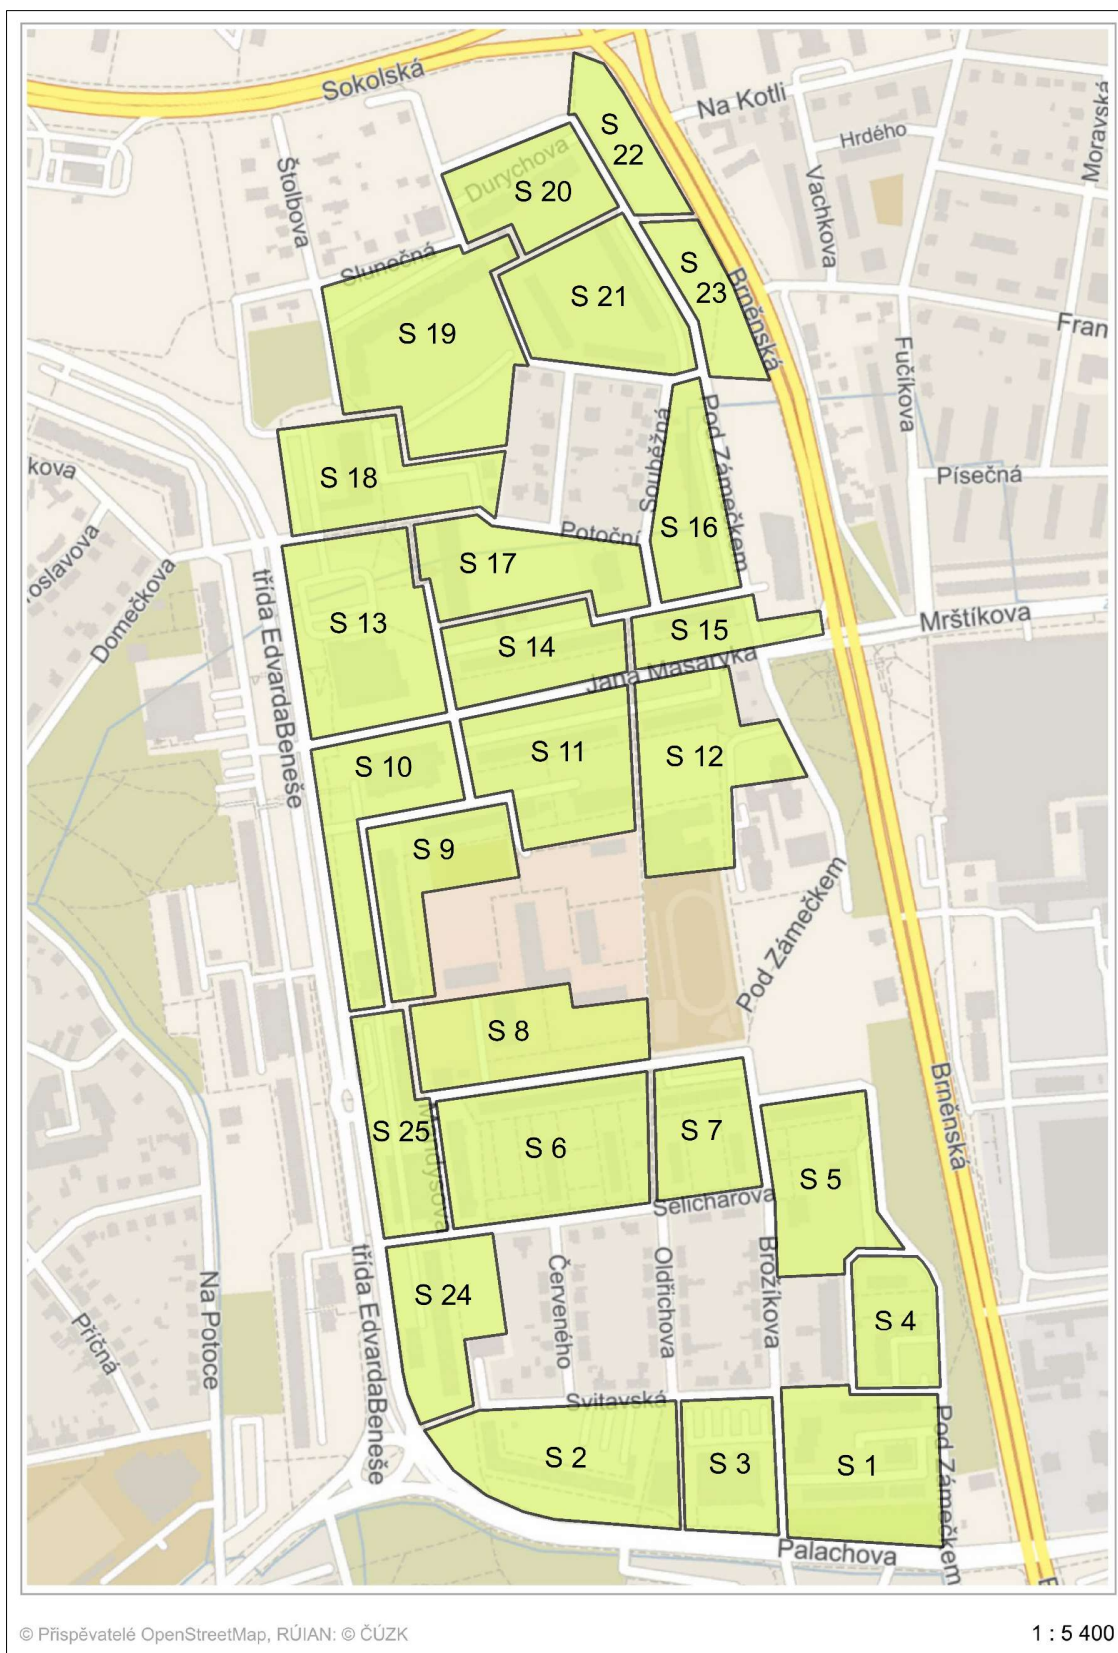 Sokolská
Na Kotli
Hrdého
Moravská
Štolbova
Vachkova
Durychova
S
22
S 20
Slunečná
S 21
S
23
Brněnská
Fran
S 19
Fučíkova
Souběžná
Pod Zámečkem
kova
S 18
Písečná
roslavova
Domečkova
S 17
Potoční
S 16
třída EdvardaBeneše
S 13
S 14
S 15
Mrštíkova
Jana Masaryka
S 10
S 11
S 12
S 9
Pod Zámečkem
S 8
Brněnská
S 25
Mandysova
S 6
S 7
S 5
Selicharova
Na Potoce
třída EdvardaBeneše
S 24
Červeného
Oldřichova
Brožíkova
S 4
Příčná
Svitavská
S 2
S 3
S 1
Pod Zámečkem
Palachova
© Přispěvatelé OpenStreetMap, RÚIAN: © ČÚZK
1 : 5 400